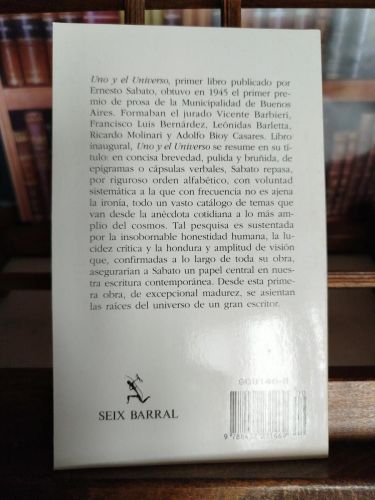 Uno y el Universo, primer libro publicado por
Ernesto Sabato, obtuvo en 1945 el primer pre-
mio de prosa de la Municipalidad de Buenos
Aires. Formaban el jurado Vicente Barbieri,
Francisco Luis Bernárdez, Leónidas Barletta,
Ricardo Molinari y Adolfo Bioy Casares. Libro
inaugural, Uno y el Universo se resume en su tí-
tulo: en concisa brevedad, pulida y bruñida, de
epigramas o cápsulas verbales, Sabato repasa,
por riguroso orden alfabético, con voluntad
sistemática a la que con frecuencia no es ajena
la ironía, todo un vasto catálogo de temas que
van desde la anécdota cotidiana a lo más am-
plio del cosmos. Tal pesquisa es sustentada
por la insobornable honestidad humana, la lu-
cidez crítica y la hondura y amplitud de visión
que, confirmadas a lo largo de toda su obra,
asegurarían a Sabato un papel central en nues-
tra escritura contemporánea. Desde esta prime-
ra obra, de excepcional madurez, se asientan
las raíces del universo de un gran escritor.
SEIX BARRAL